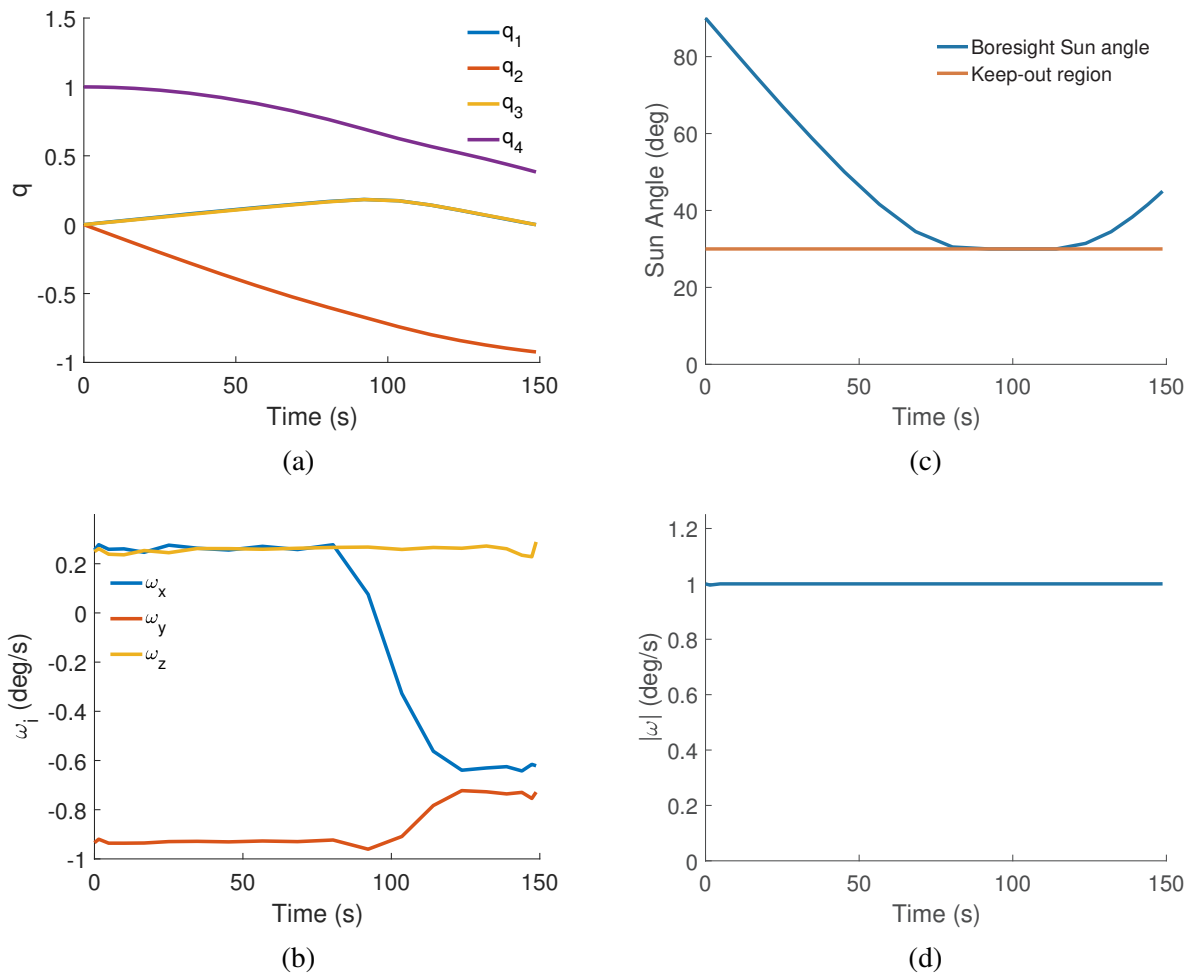 1.5
1
0.5
0
-0.5
-1
q
q1
q2
q3
q4
0
50
100
150
Time (s)
(a)
80
60
40
20
0
Sun Angle (deg)
Boresight Sun angle
Keep-out region
0
50
100
150
Time (s)
(c)
0.2
0
-0.2
-0.4
-0.6
-0.8
-1
ωi (deg/s)
ωx
ωy
ωz
0
50
100
150
Time (s)
(b)
1.2
1
0.8
0.6
0.4
0.2
0
|ω| (deg/s)
0
50
100
150
Time (s)
(d)